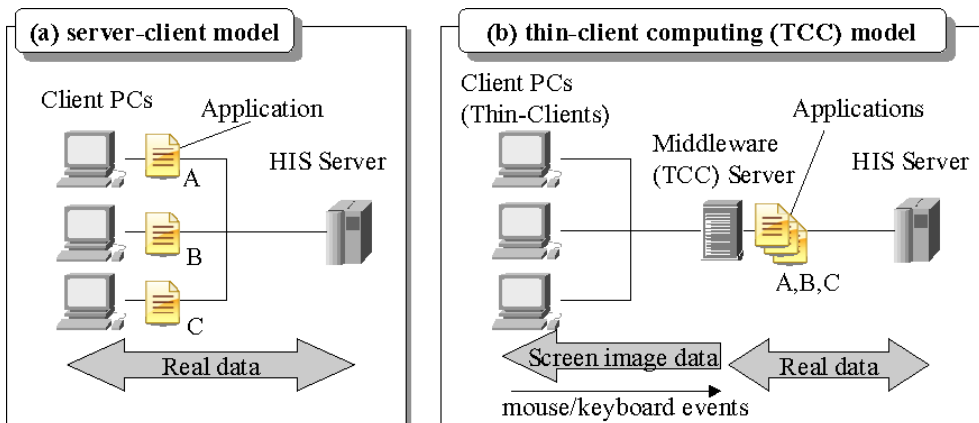 (a) server-client model
Client PCs
Application
HIS Server
A
B
C
Real data
(b) thin-client computing (TCC) model
Client PCs
(Thin-Clients)
Applications
Middleware
(TCC) Server
HIS Server
A,B,C
Screen image data
Real data
mouse/keyboard events